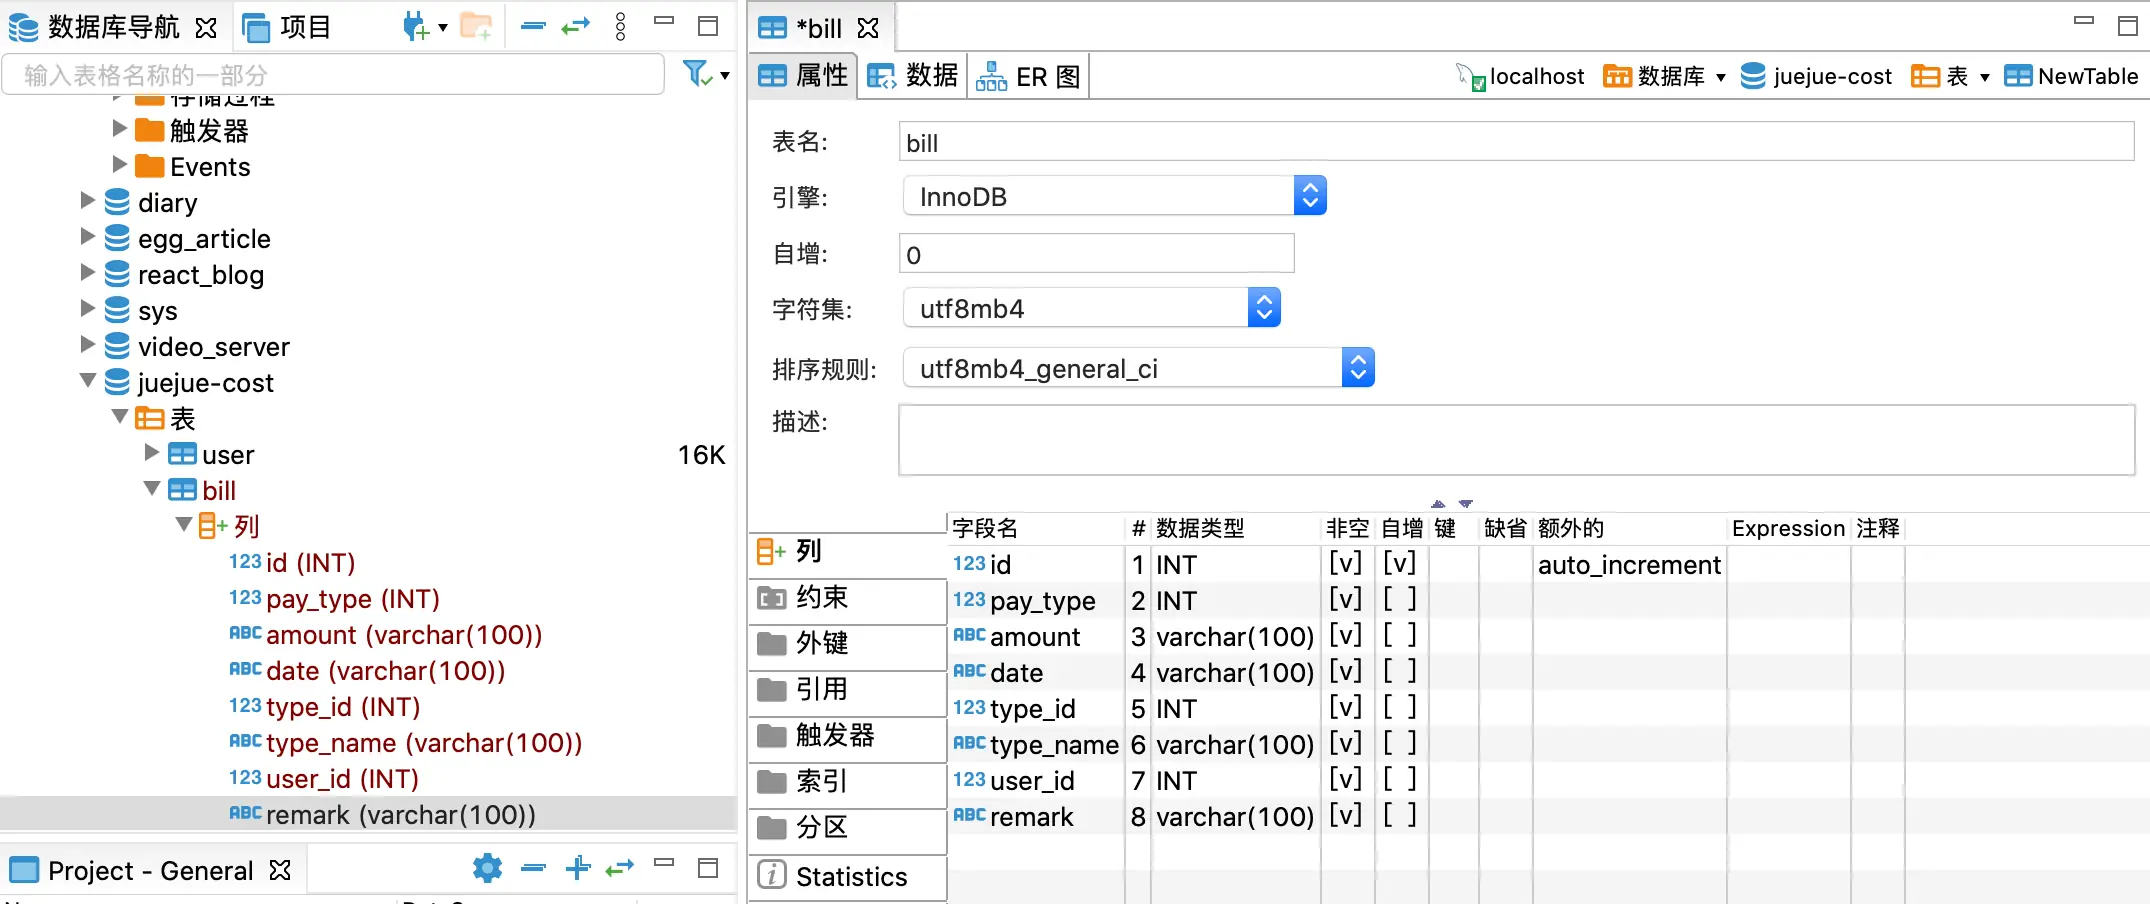 数据库导航 项目
输入表格名称的一部分
存储过程
触发器
Events
diary
egg_article
react_blog
sys
video_server
juejue-cost
表
user 16K
bill
列
123 id (INT)
123 pay_type (INT)
ABC amount (varchar(100))
ABC date (varchar(100))
123 type_id (INT)
ABC type_name (varchar(100))
123 user_id (INT)
ABC remark (varchar(100))
Project - General
*bill
属性 数据 ER 图 localhost 数据库 juejue-cost 表 NewTable
表名: bill
引擎: InnoDB
自增: 0
字符集: utf8mb4
排序规则: utf8mb4_general_ci
描述:
列
约束
外键
引用
触发器
索引
分区
Statistics
字段名 # 数据类型 非空 自增 键 缺省 额外的 Expression 注释
123 id 1 INT [v] [v] auto_increment
123 pay_type 2 INT [v] [ ]
ABC amount 3 varchar(100) [v] [ ]
ABC date 4 varchar(100) [v] [ ]
123 type_id 5 INT [v] [ ]
ABC type_name 6 varchar(100) [v] [ ]
123 user_id 7 INT [v] [ ]
ABC remark 8 varchar(100) [v] [ ]